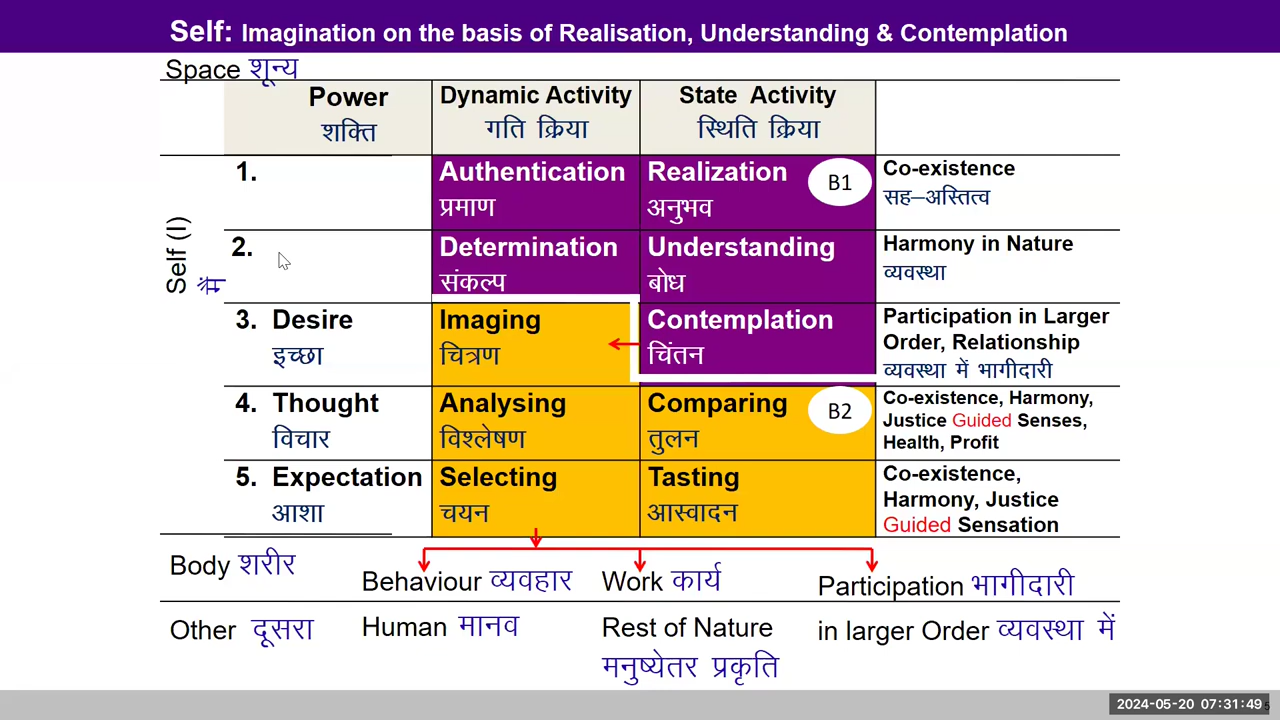 Self: Imagination on the basis of Realisation, Understanding & Contemplation
Space शून्य
Power
शक्ति
Dynamic Activity
गति क्रिया
State Activity
स्थिति क्रिया
Self (I)
मैं
1.
Authentication
प्रमाण
Realization
अनुभव
B1
Co-existence
सह–अस्तित्व
2.
Determination
संकल्प
Understanding
बोध
Harmony in Nature
व्यवस्था
3. Desire
इच्छा
Imaging
चित्रण
Contemplation
चिंतन
Participation in Larger
Order, Relationship
व्यवस्था में भागीदारी
4. Thought
विचार
Analysing
विश्लेषण
Comparing
तुलन
B2
Co-existence, Harmony,
Justice Guided Senses,
Health, Profit
5. Expectation
आशा
Selecting
चयन
Tasting
आस्वादन
Co-existence,
Harmony, Justice
Guided Sensation
Body शरीर
Behaviour व्यवहार
Work कार्य
Participation भागीदारी
Other दूसरा
Human मानव
Rest of Nature
मनुष्येतर प्रकृति
in larger Order व्यवस्था में
2024-05-20 07:31:49
5